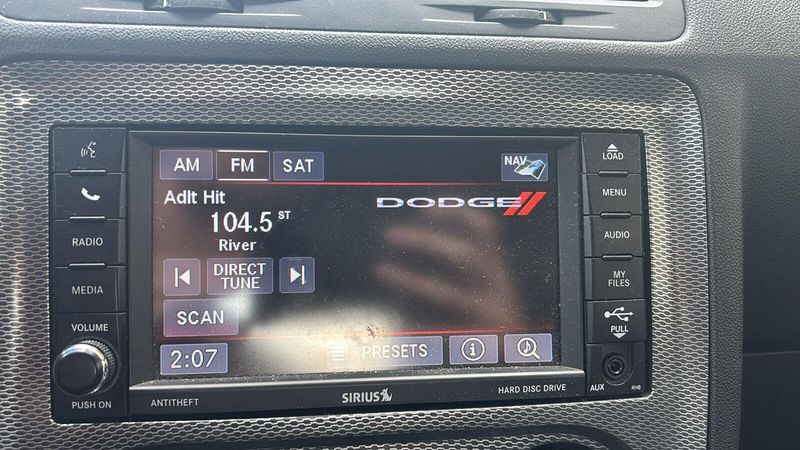 AM FM SAT NAV
Adlt Hit
104.5 ST
River
DODGE
DIRECT
TUNE
SCAN
2:07 PRESETS
RADIO
MEDIA
VOLUME
PUSH ON
LOAD
MENU
AUDIO
MY
FILES
PULL
AUX RHB
ANTITHEFT SIRIUS HARD DISC DRIVE